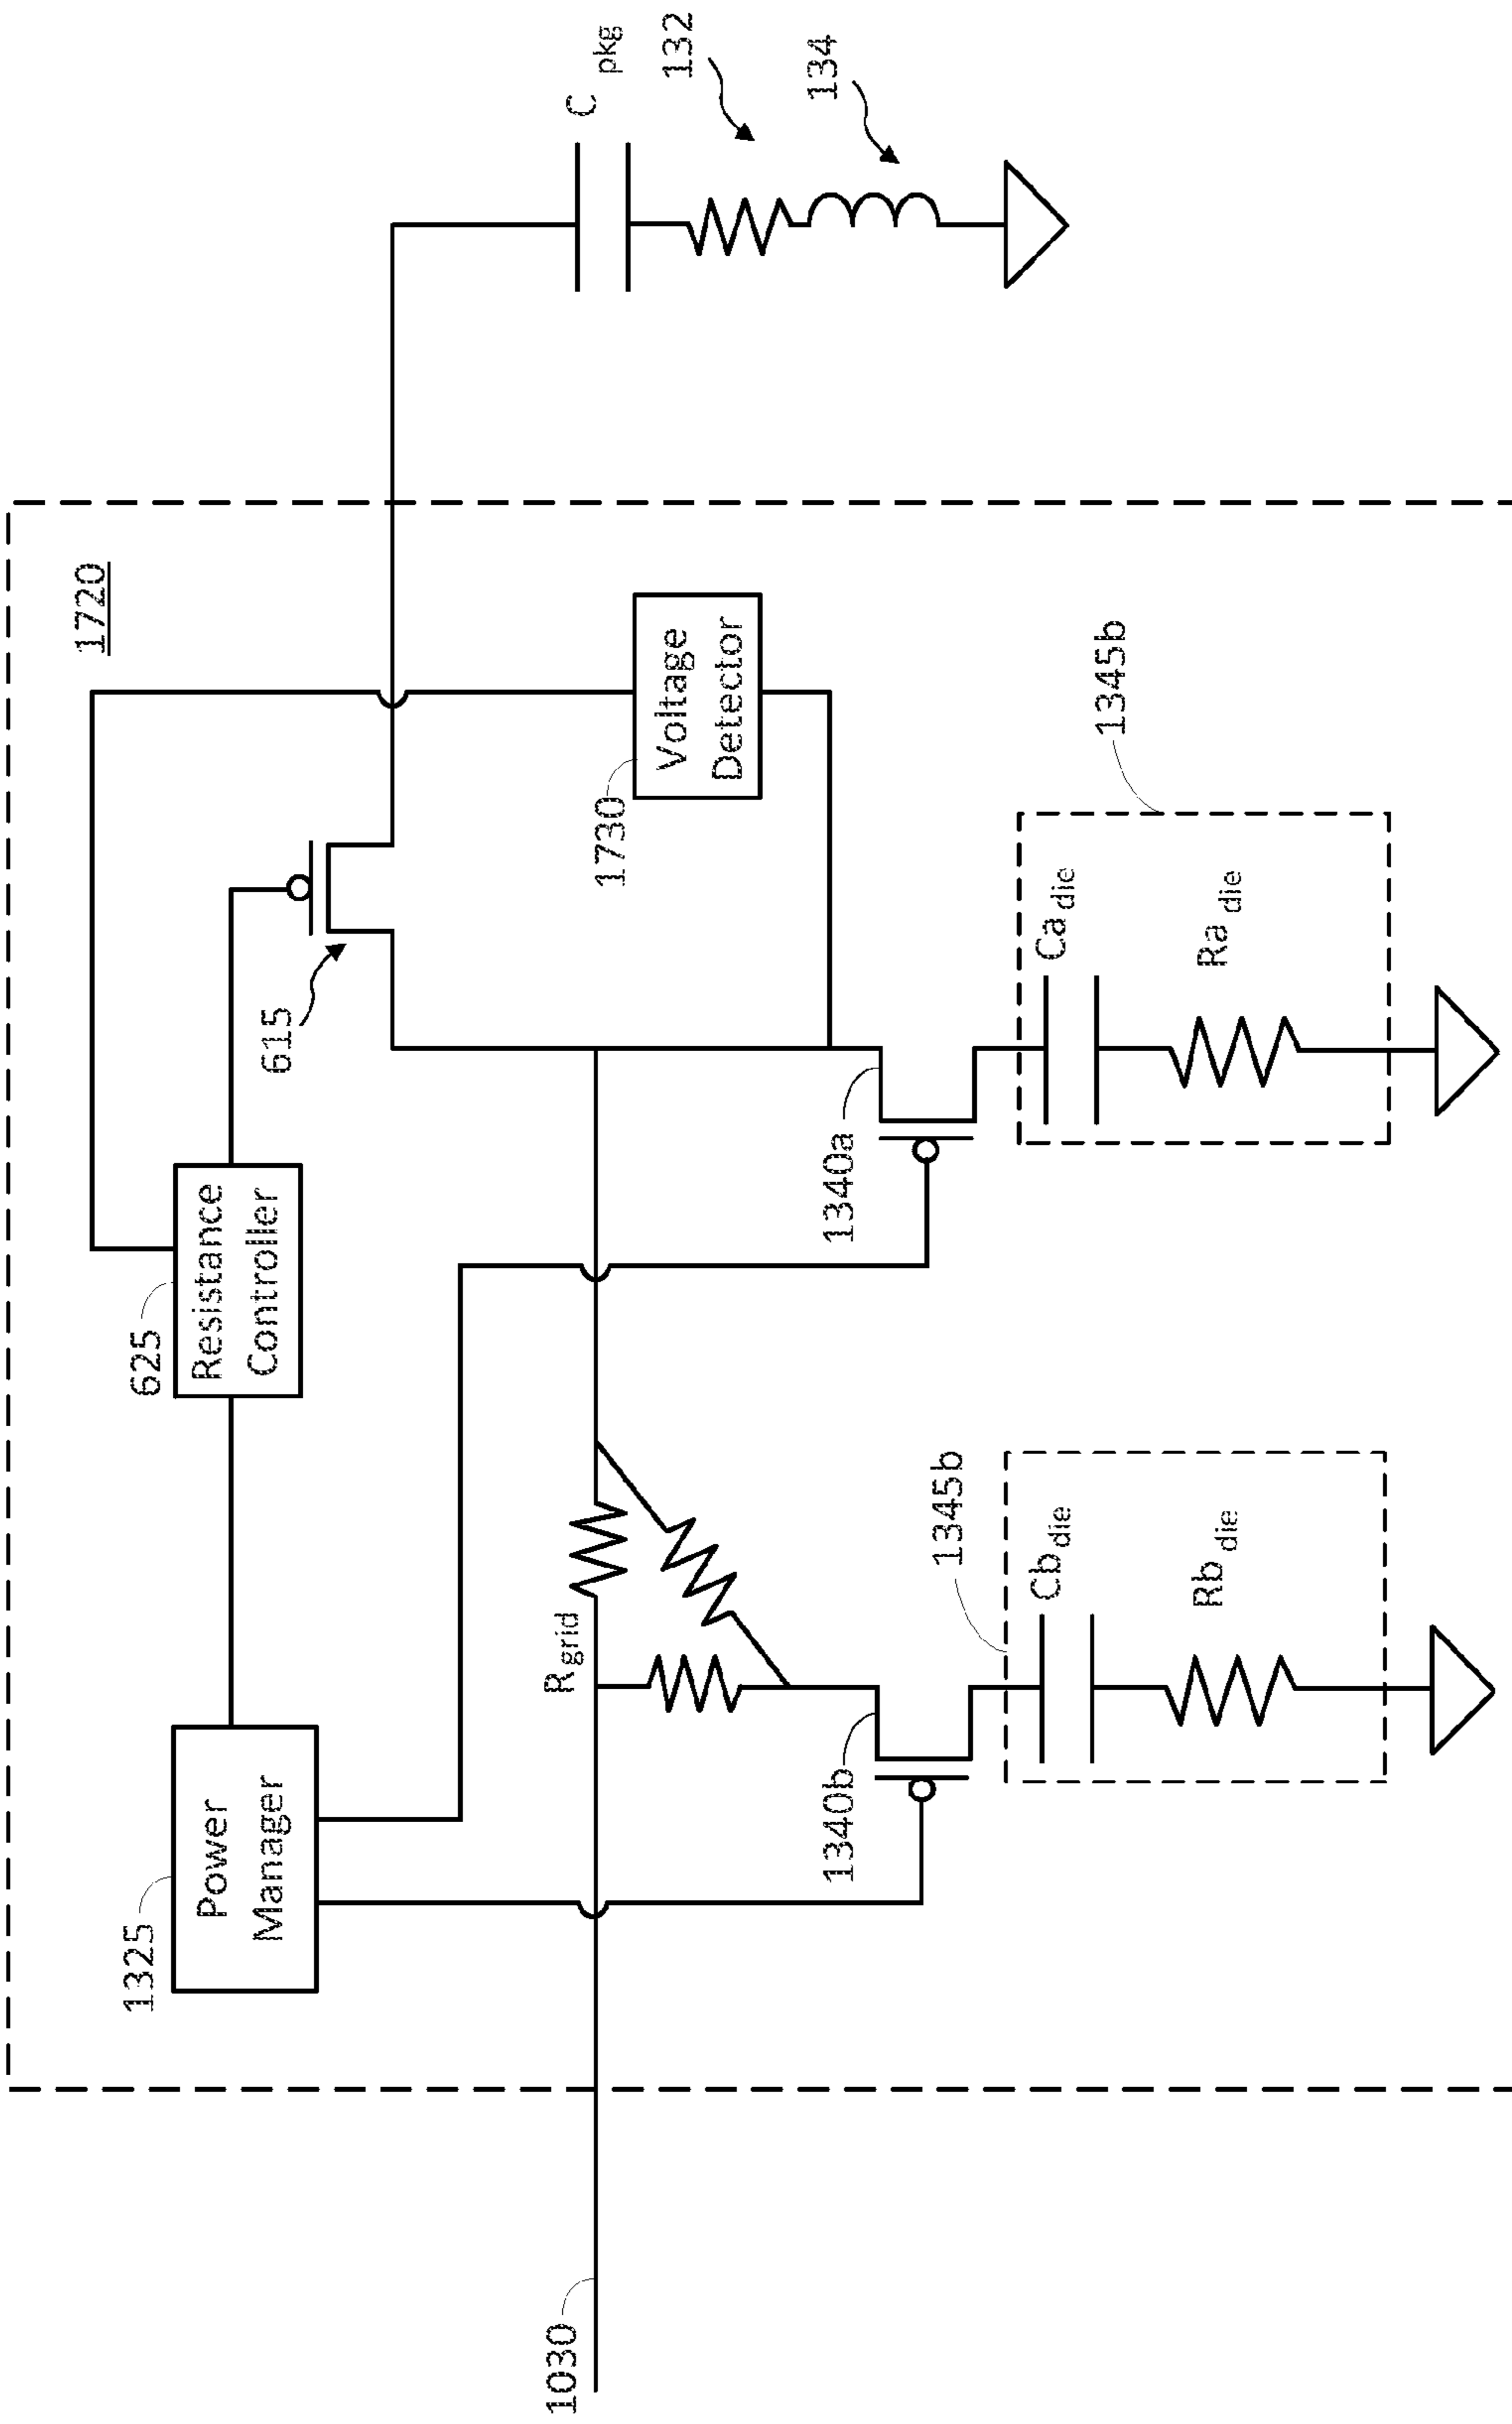 1720
625
Resistance
Controller
1325
Power
Manager
615
C pkg
132
134
1730
Voltage
Detector
1030
Rgrid
1340b
1340a
1345b
Cb die
Rb die
1345b
Ca die
Ra die